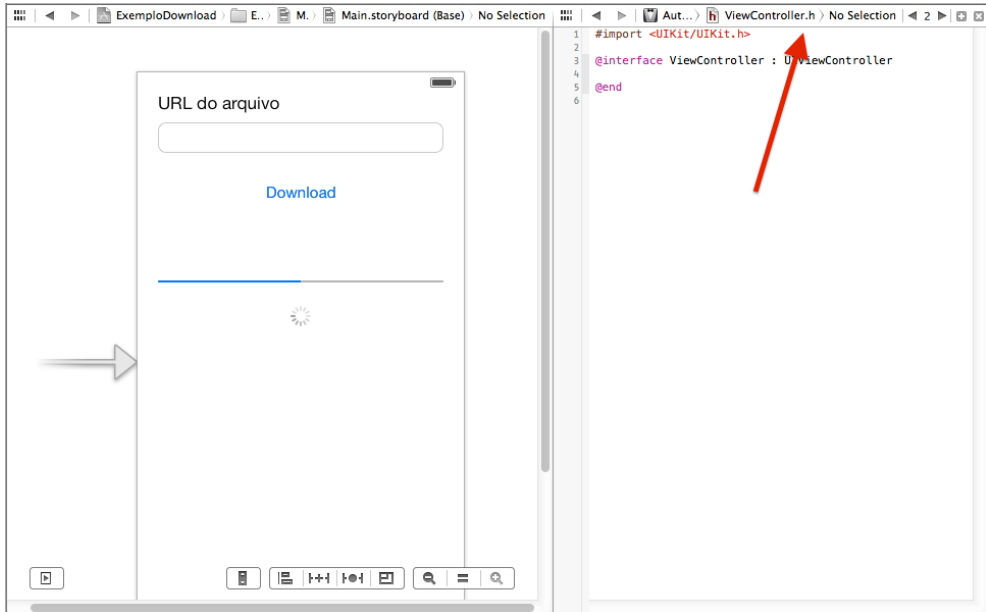 ExemploDownload E.. M. Main.storyboard (Base) No Selection
URL do arquivo
Download
Aut... h ViewController.h No Selection 2
1 #import <UIKit/UIKit.h>
2
3 @interface ViewController : UIViewController
4
5 @end
6